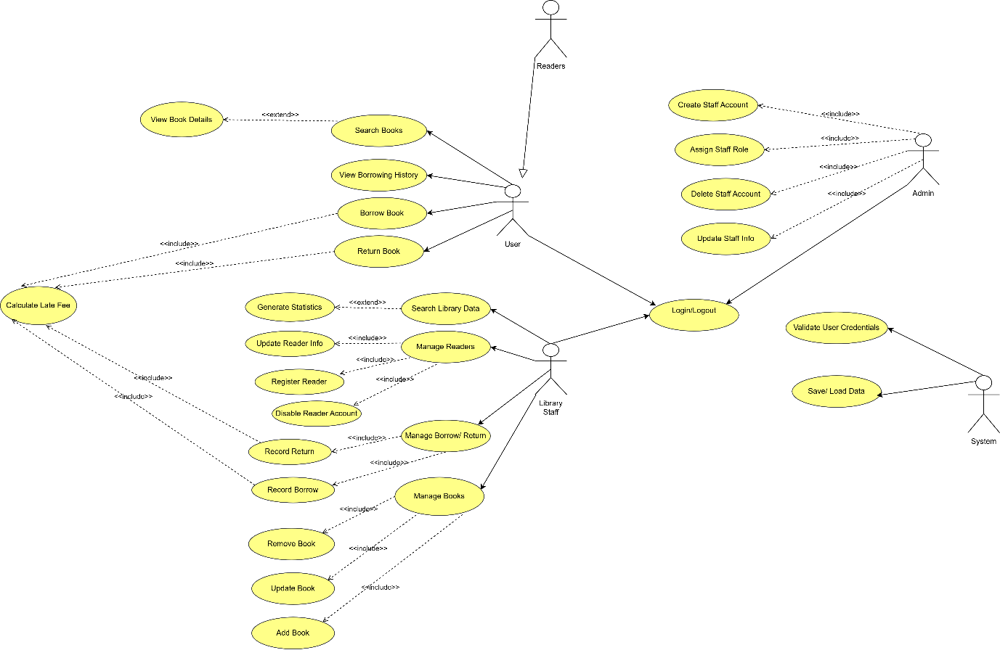 Readers
View Book Details
<<extend>>
Search Books
View Borrowing History
Borrow Book
Return Book
<<include>>
<<include>>
User
Calculate Late Fee
Create Staff Account
Assign Staff Role
Delete Staff Account
Update Staff Info
<<include>>
<<include>>
<<include>>
<<include>>
Admin
Login/Logout
Generate Statistics
<<extend>>
Search Library Data
Update Reader Info
<<include>>
Manage Readers
Register Reader
<<include>>
<<include>>
Disable Reader Account
Library
Staff
<<include>>
<<include>>
Manage Borrow/ Return
<<include>>
Record Return
<<include>>
Record Borrow
Manage Books
<<include>>
Remove Book
<<include>>
Update Book
<<include>>
Add Book
Validate User Credentials
Save/ Load Data
System